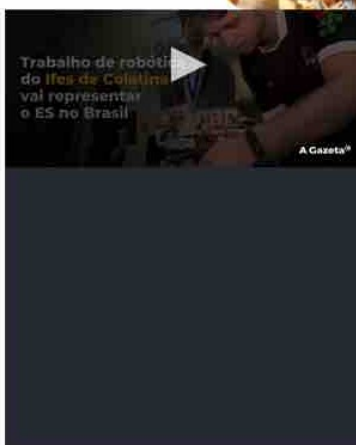 Trabalho de robótica
do Ifes de Colatina
vai representar
o ES no Brasil
A Gazeta